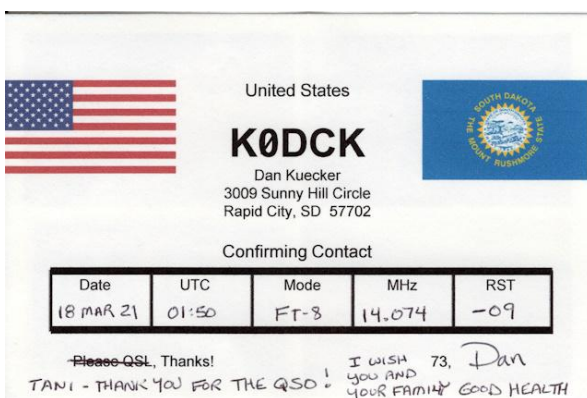 United States
SOUTH DAKOTA
THE MOUNT RUSHMORE STATE
KØDCK
Dan Kuecker
3009 Sunny Hill Circle
Rapid City, SD 57702
Confirming Contact
Date UTC Mode MHz RST
18 MAR 21 01:50 FT-8 14.074 -09
Please QSL, Thanks! 73, Dan
TANI - THANK YOU FOR THE QSO!
I WISH
YOU AND
YOUR FAMILY GOOD HEALTH